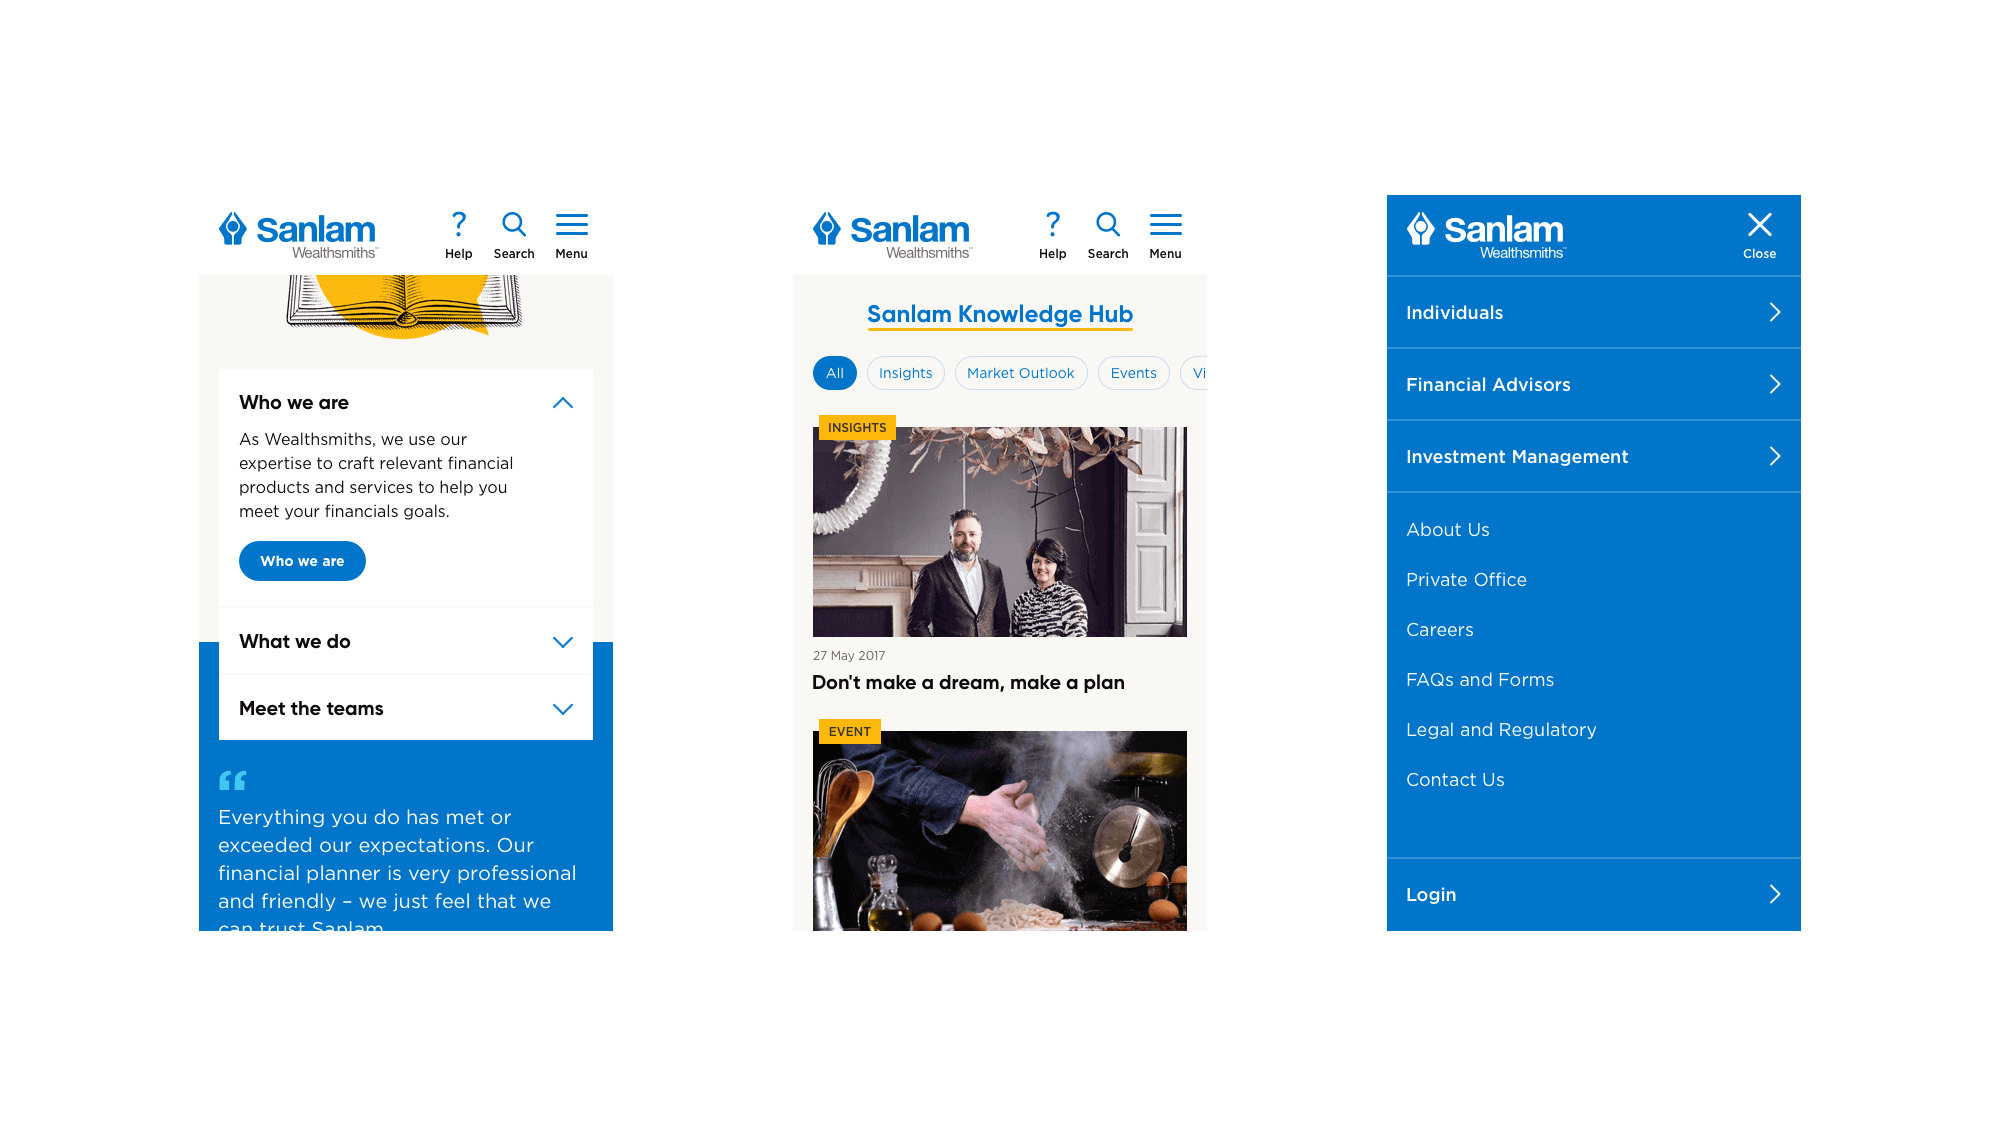 Sanlam
Wealthsmiths™
Help
Search
Menu
Who we are
As Wealthsmiths, we use our
expertise to craft relevant financial
products and services to help you
meet your financials goals.
Who we are
What we do
Meet the teams
“
Everything you do has met or
exceeded our expectations. Our
financial planner is very professional
and friendly – we just feel that we
can trust Sanlam
Sanlam
Wealthsmiths™
Help
Search
Menu
Sanlam Knowledge Hub
All
Insights
Market Outlook
Events
Vi
INSIGHTS
27 May 2017
Don't make a dream, make a plan
EVENT
Sanlam
Wealthsmiths™
Close
Individuals
Financial Advisors
Investment Management
About Us
Private Office
Careers
FAQs and Forms
Legal and Regulatory
Contact Us
Login